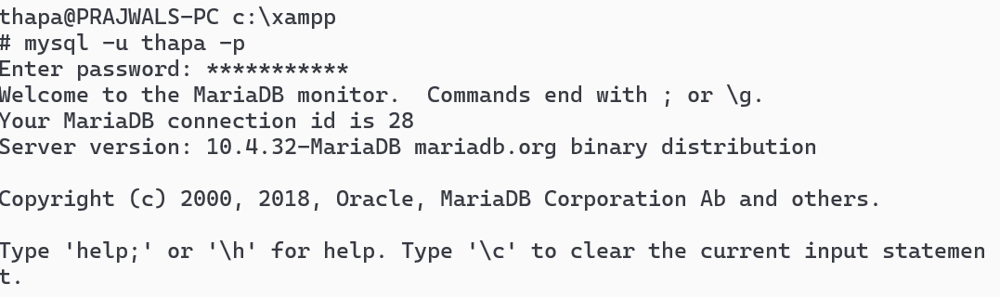 thapa@PRAJWALS-PC c:\xampp
# mysql -u thapa -p
Enter password: ***********
Welcome to the MariaDB monitor.  Commands end with ; or \g.
Your MariaDB connection id is 28
Server version: 10.4.32-MariaDB mariadb.org binary distribution

Copyright (c) 2000, 2018, Oracle, MariaDB Corporation Ab and others.

Type 'help;' or '\h' for help. Type '\c' to clear the current input statemen
t.